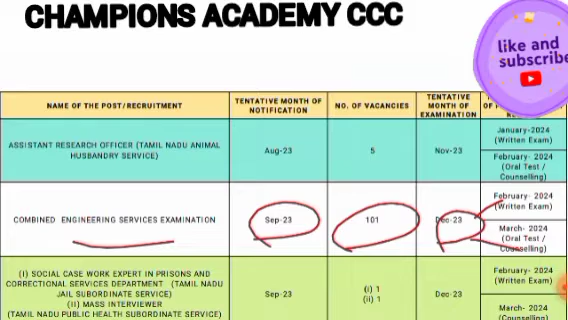 CHAMPIONS ACADEMY CCC
like and
subscribe
NAME OF THE POST/RECRUITMENT
TENTATIVE MONTH OF
NOTIFICATION
NO. OF VACANCIES
TENTATIVE
MONTH OF
EXAMINATION
ASSISTANT RESEARCH OFFICER (TAMIL NADU ANIMAL
HUSBANDRY SERVICE)
Aug-23
5
Nov-23
January-2024
(Written Exam)
February- 2024
(Oral Test /
Counselling)
COMBINED ENGINEERING SERVICES EXAMINATION
Sep-23
101
Dec-23
February- 2024
(Written Exam)
March- 2024
(Oral Test /
Counselling)
(I) SOCIAL CASE WORK EXPERT IN PRISONS AND
CORRECTIONAL SERVICES DEPARTMENT (TAMIL NADU
JAIL SUBORDINATE SERVICE)
(II) MASS INTERVIEWER
(TAMIL NADU PUBLIC HEALTH SUBORDINATE SERVICE)
Sep-23
(i) 1
(ii) 1
Dec-23
February- 2024
(Written Exam)
March- 2024
(Counselling)